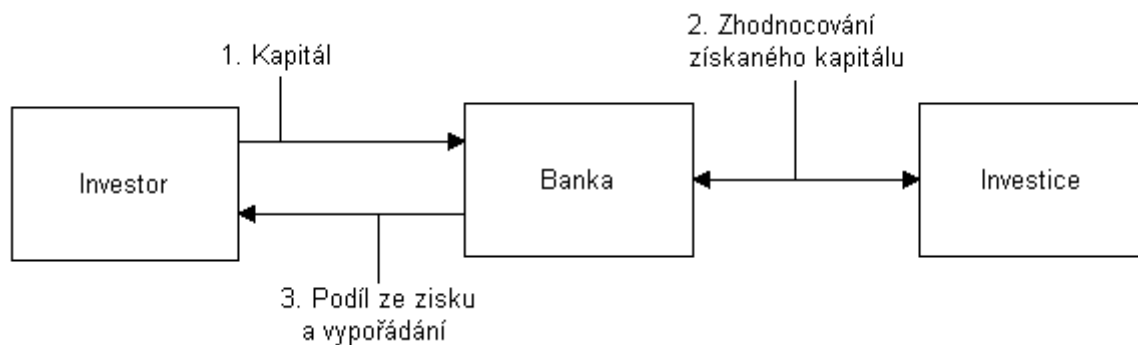 1. Kapitál
2. Zhodnocování
získaného kapitálu
Investor
Banka
Investice
3. Podíl ze zisku
a vypořádání